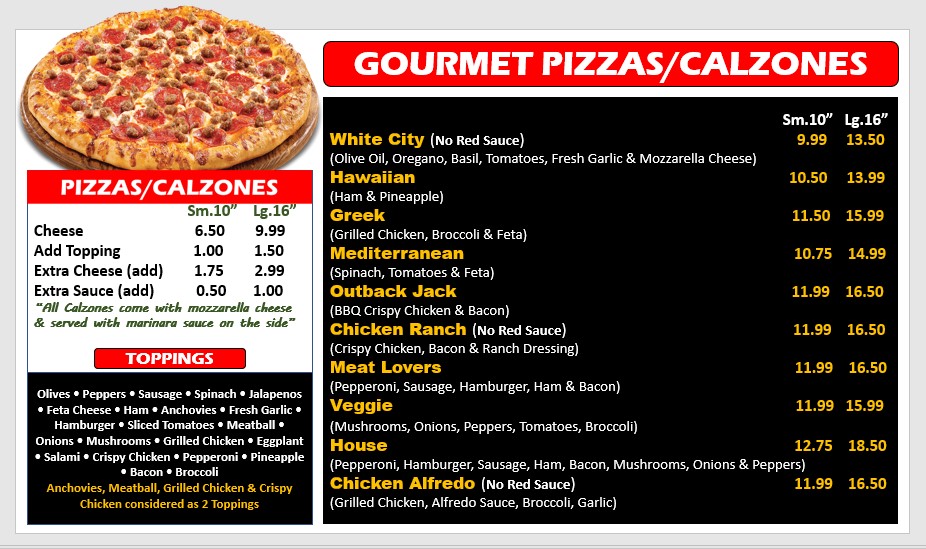 PIZZAS/CALZONES
Sm.10” Lg.16”
Cheese 6.50 9.99
Add Topping 1.00 1.50
Extra Cheese (add) 1.75 2.99
Extra Sauce (add) 0.50 1.00
“All Calzones come with mozzarella cheese
& served with marinara sauce on the side”
TOPPINGS
Olives • Peppers • Sausage • Spinach • Jalapenos
• Feta Cheese • Ham • Anchovies • Fresh Garlic •
Hamburger • Sliced Tomatoes • Meatball •
Onions • Mushrooms • Grilled Chicken • Eggplant
• Salami • Crispy Chicken • Pepperoni • Pineapple
• Bacon • Broccoli
Anchovies, Meatball, Grilled Chicken & Crispy
Chicken considered as 2 Toppings
GOURMET PIZZAS/CALZONES
Sm.10” Lg.16”
White City (No Red Sauce) 9.99 13.50
(Olive Oil, Oregano, Basil, Tomatoes, Fresh Garlic & Mozzarella Cheese)
Hawaiian 10.50 13.99
(Ham & Pineapple)
Greek 11.50 15.99
(Grilled Chicken, Broccoli & Feta)
Mediterranean 10.75 14.99
(Spinach, Tomatoes & Feta)
Outback Jack 11.99 16.50
(BBQ Crispy Chicken & Bacon)
Chicken Ranch (No Red Sauce) 11.99 16.50
(Crispy Chicken, Bacon & Ranch Dressing)
Meat Lovers 11.99 16.50
(Pepperoni, Sausage, Hamburger, Ham & Bacon)
Veggie 11.99 15.99
(Mushrooms, Onions, Peppers, Tomatoes, Broccoli)
House 12.75 18.50
(Pepperoni, Hamburger, Sausage, Ham, Bacon, Mushrooms, Onions & Peppers)
Chicken Alfredo (No Red Sauce) 11.99 16.50
(Grilled Chicken, Alfredo Sauce, Broccoli, Garlic)